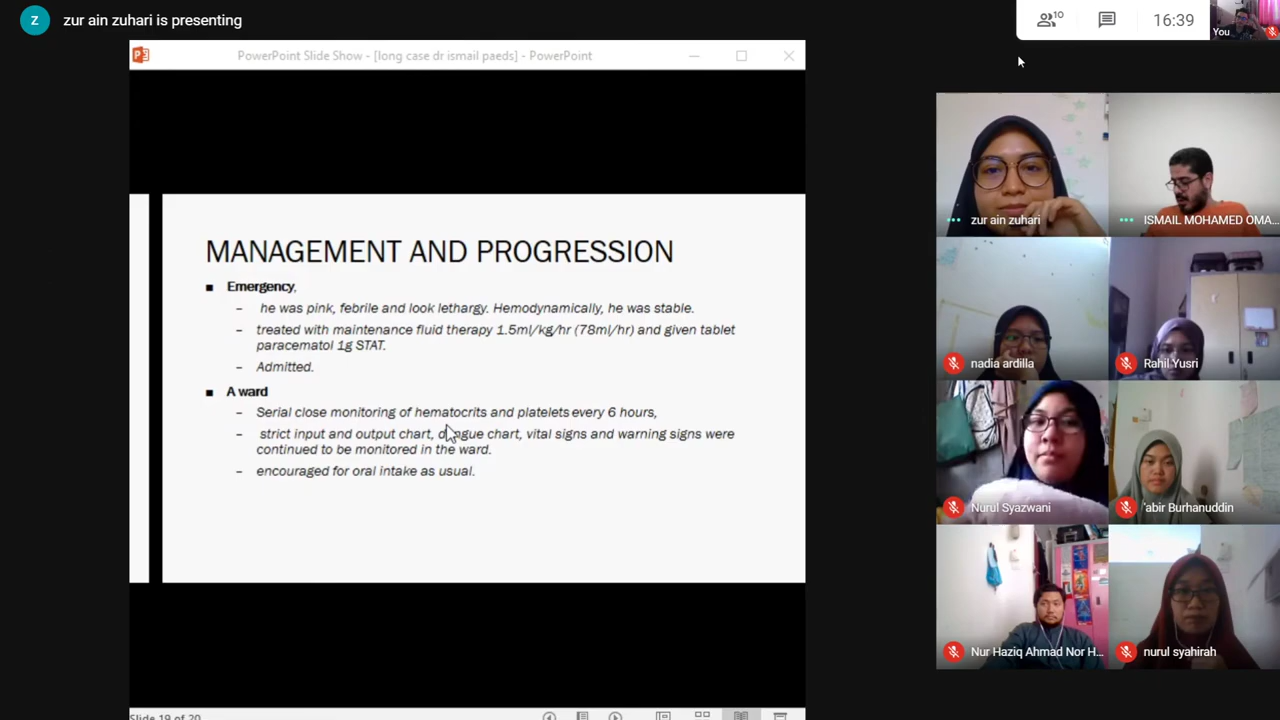 z
zur ain zuhari is presenting
10
16:39
You
PowerPoint Slide Show - [long case dr ismail paeds] - PowerPoint
MANAGEMENT AND PROGRESSION
Emergency,
– he was pink, febrile and look lethargy. Hemodynamically, he was stable.
– treated with maintenance fluid therapy 1.5ml/kg/hr (78ml/hr) and given tablet
paracematol 1g STAT.
– Admitted.
A ward
– Serial close monitoring of hematocrits and platelets every 6 hours,
– strict input and output chart, dengue chart, vital signs and warning signs were
continued to be monitored in the ward.
– encouraged for oral intake as usual.
Slide 19 of 20
zur ain zuhari
ISMAIL MOHAMED OMA...
nadia ardilla
Rahil Yusri
Nurul Syazwani
'abir Burhanuddin
Nur Haziq Ahmad Nor H...
nurul syahirah